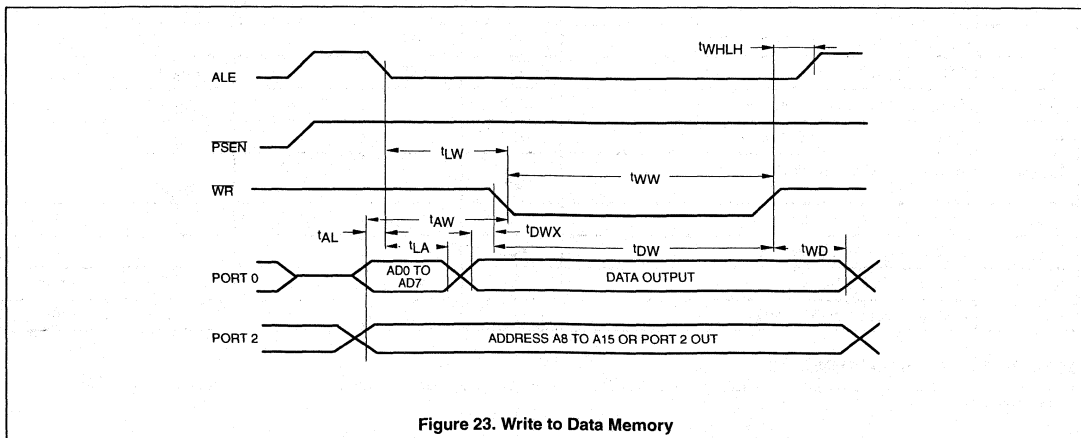 tWHLH
ALE
PSEN
tLW
tWW
WR
tAW
tAL
tDWX
tLA
tDW
tWD
PORT 0
AD0 TO
AD7
DATA OUTPUT
PORT 2
ADDRESS A8 TO A15 OR PORT 2 OUT
Figure 23. Write to Data Memory